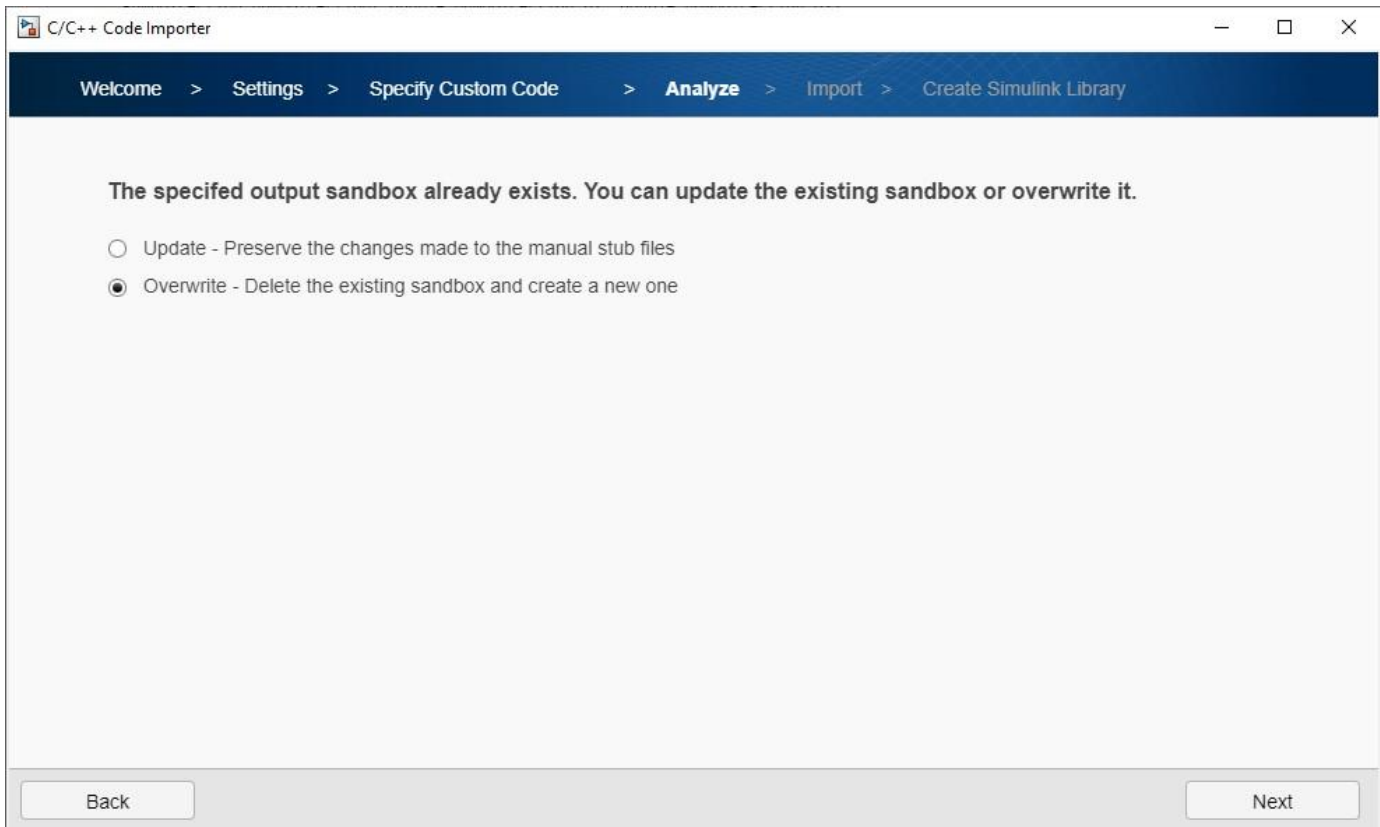 C/C++ Code Importer
Welcome > Settings > Specify Custom Code > Analyze > Import > Create Simulink Library
The specifed output sandbox already exists. You can update the existing sandbox or overwrite it.
Update - Preserve the changes made to the manual stub files
Overwrite - Delete the existing sandbox and create a new one
Back Next